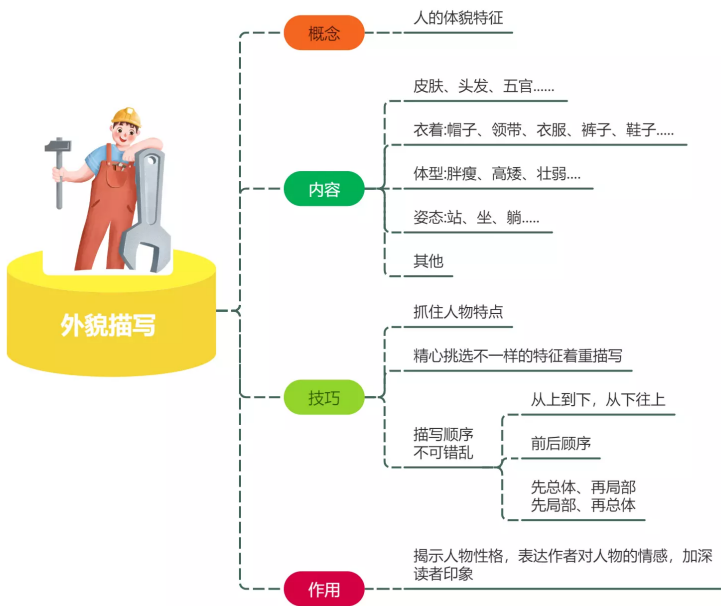 外貌描写
概念
人的体貌特征
内容
皮肤、头发、五官......
衣着:帽子、领带、衣服、裤子、鞋子.....
体型:胖瘦、高矮、壮弱....
姿态:站、坐、躺.....
其他
技巧
抓住人物特点
精心挑选不一样的特征着重描写
描写顺序
不可错乱
从上到下，从下往上
前后顾序
先总体、再局部
先局部、再总体
作用
揭示人物性格，表达作者对人物的情感，加深
读者印象